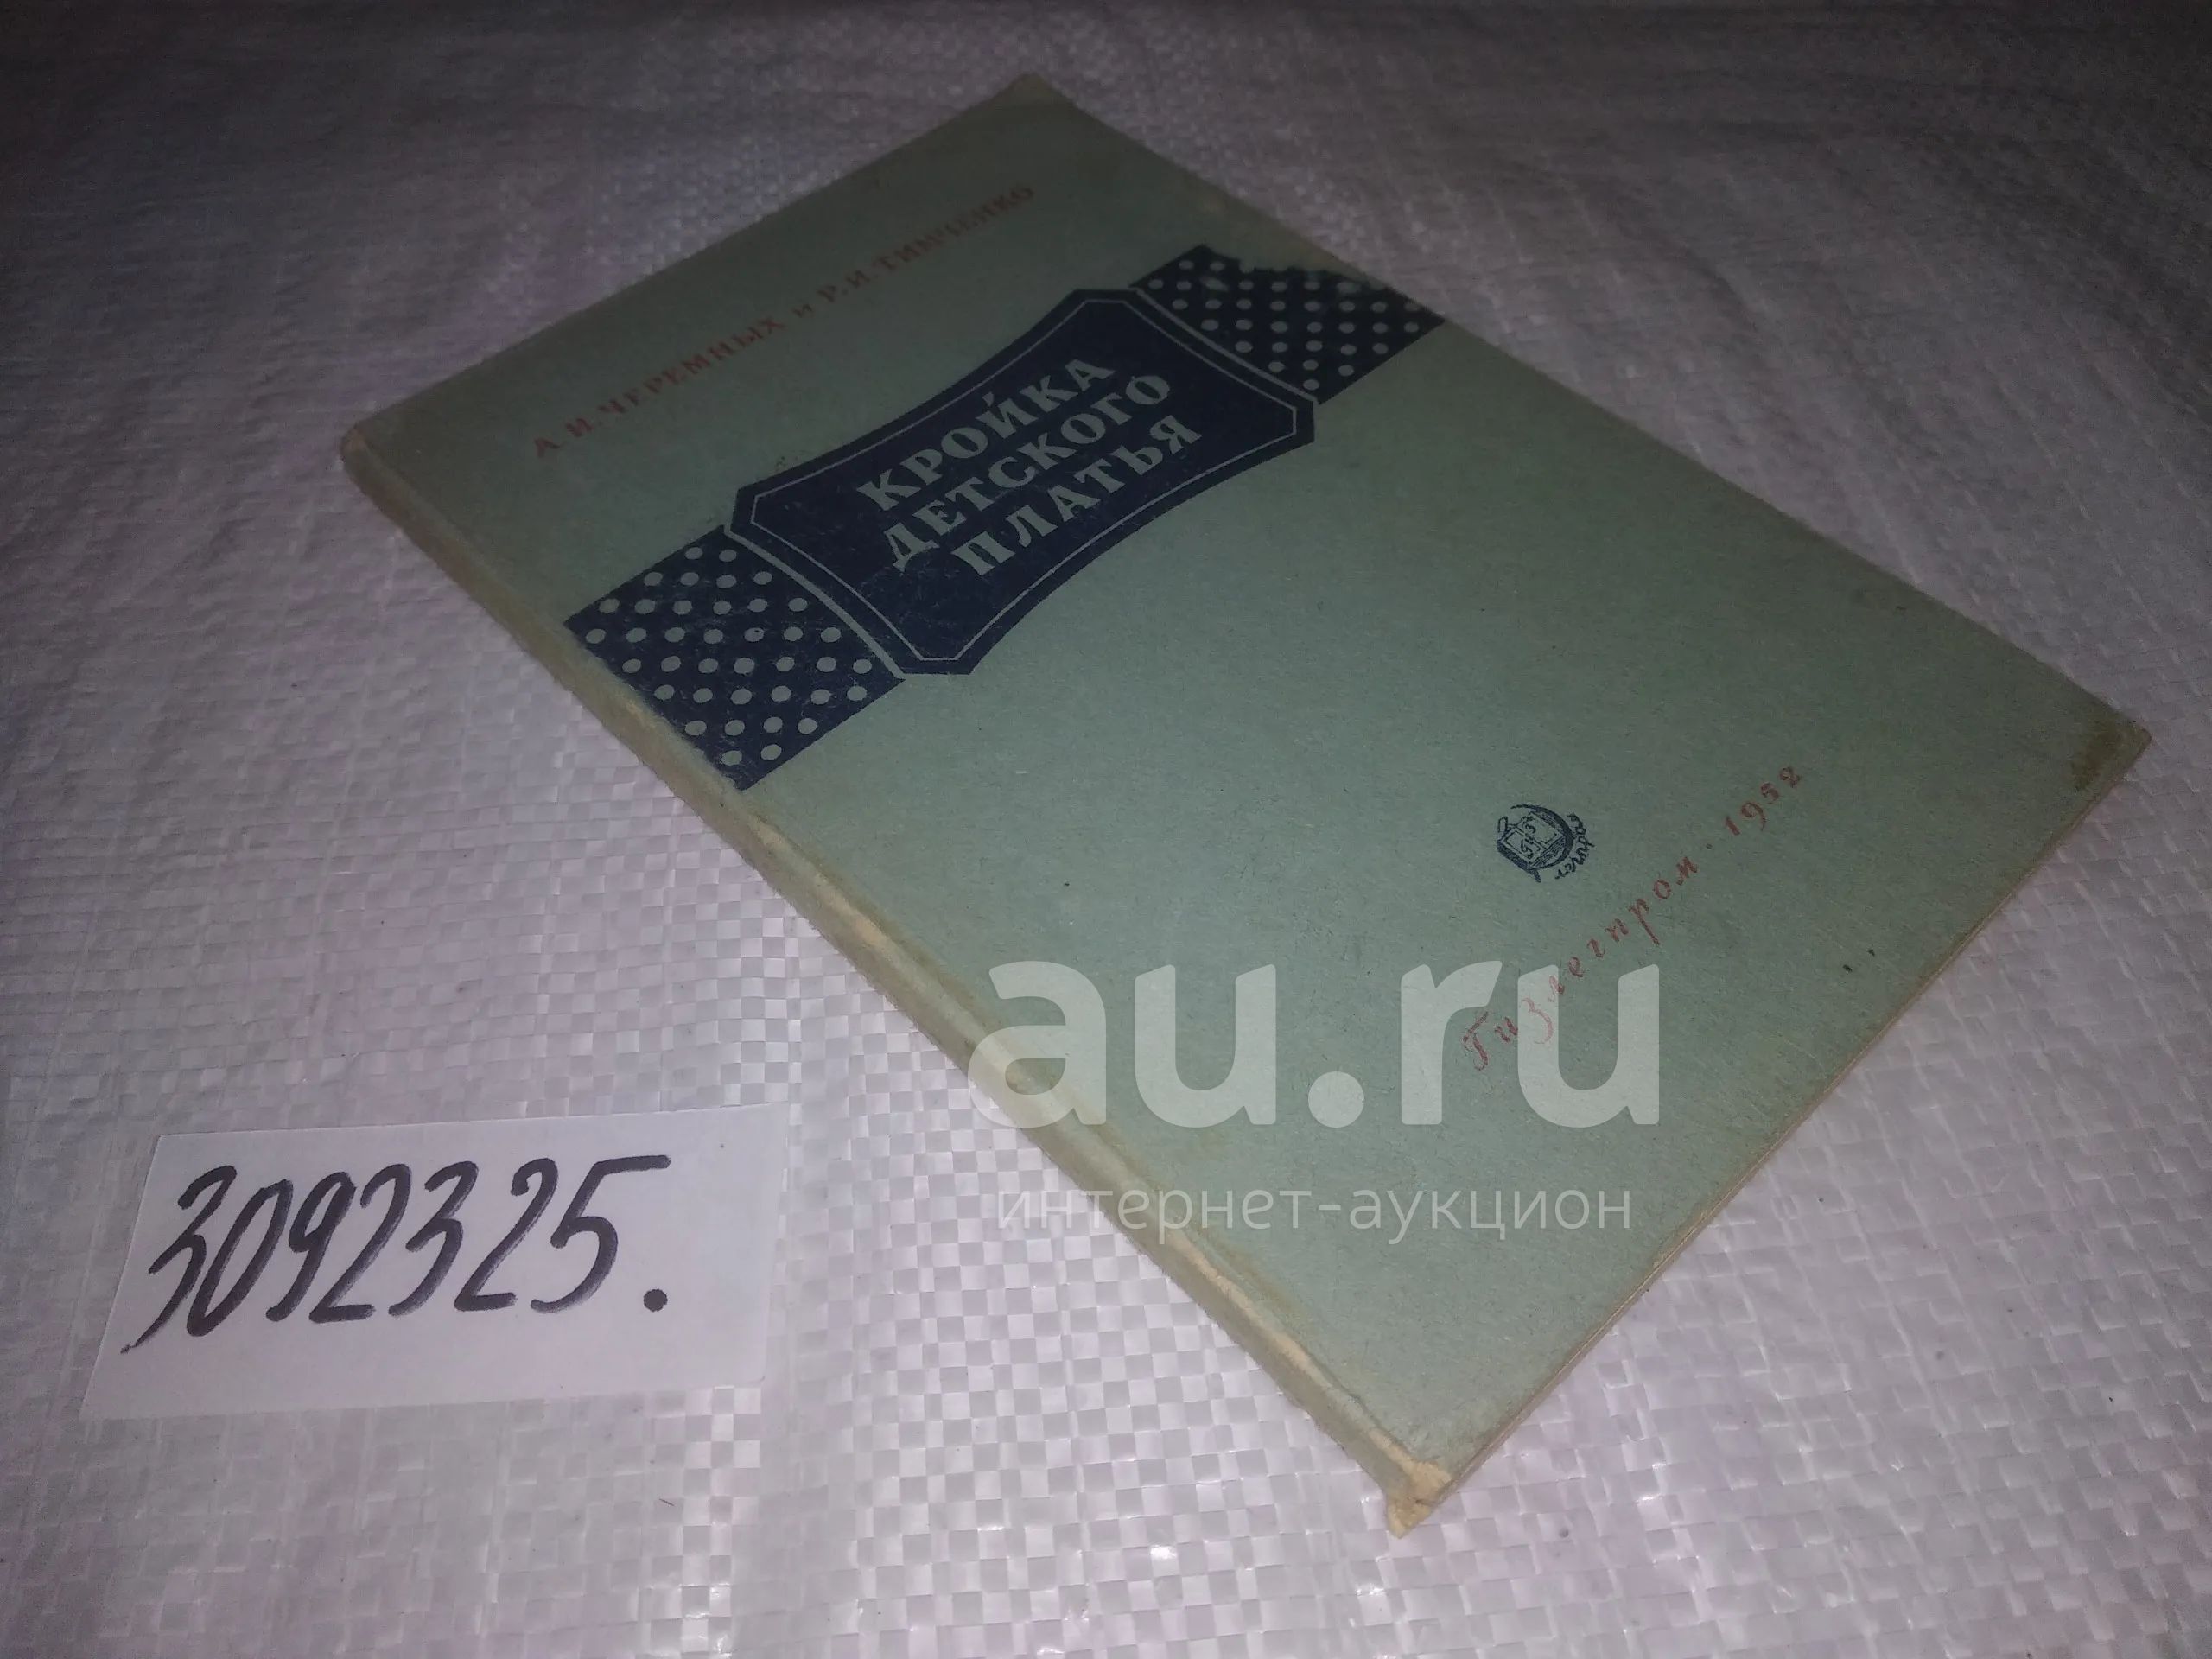 А.И. ЧЕРЕМНЫХ и Р.И. ТИМЧЕНКО
КРОЙКА
ДЕТСКОГО
ПЛАТЬЯ
Гизлегпром · 1952
au.ru
интернет-аукцион
3092325.